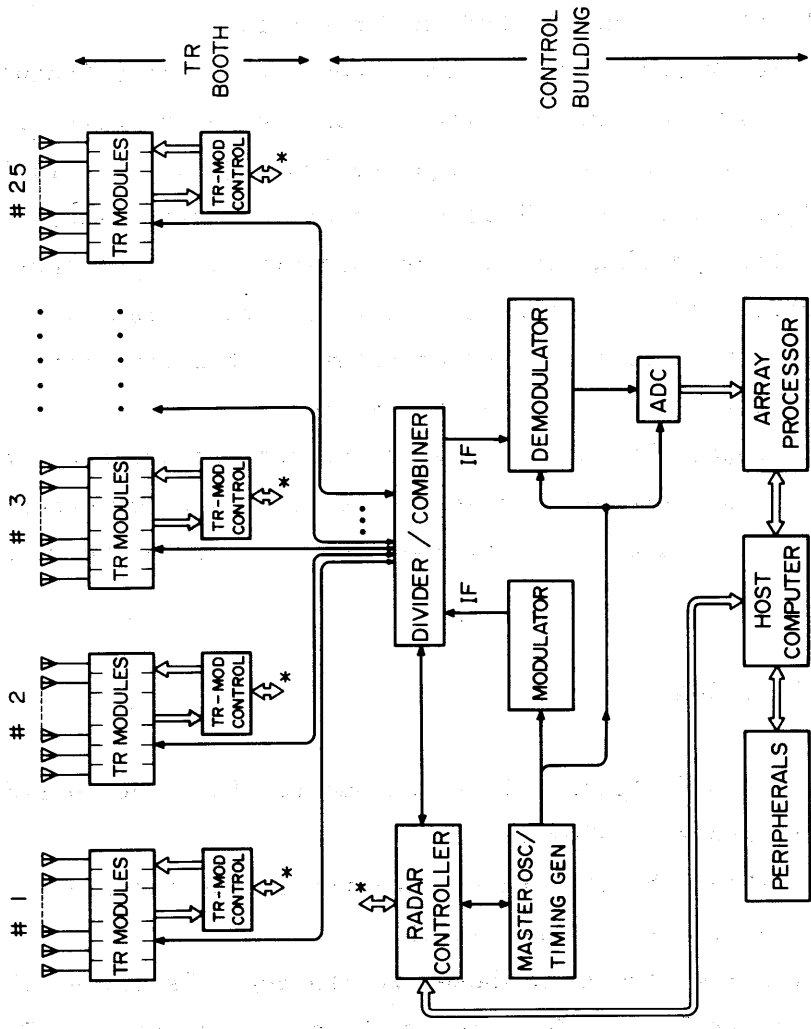 # 1
# 2
# 3
# 25
TR MODULES
TR MODULES
TR MODULES
TR MODULES
TR-MOD
CONTROL
*
TR-MOD
CONTROL
*
TR-MOD
CONTROL
*
TR-MOD
CONTROL
*
TR
BOOTH
CONTROL
BUILDING
*
RADAR
CONTROLLER
DIVIDER / COMBINER
IF
IF
MASTER OSC/
TIMING GEN
MODULATOR
DEMODULATOR
ADC
PERIPHERALS
HOST
COMPUTER
ARRAY
PROCESSOR